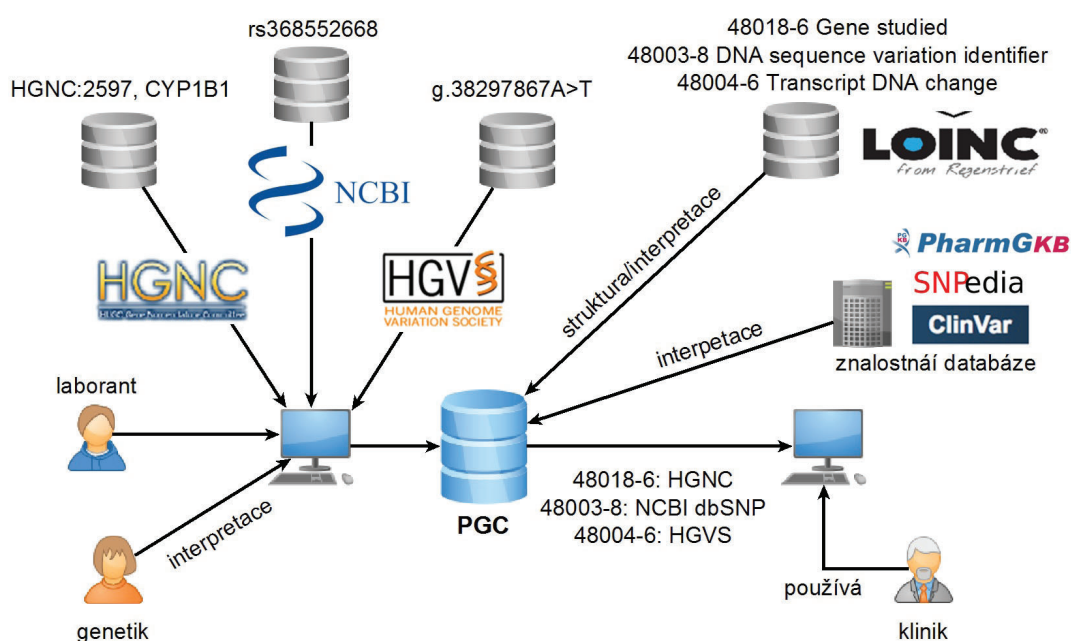 rs368552668
48018-6 Gene studied
48003-8 DNA sequence variation identifier
48004-6 Transcript DNA change
HGNC:2597, CYP1B1
g.38297867A>T
LOINC®
from Regenstrief
NCBI
HGNC
HGV
HUMAN GENOME
VARIATION SOCIETY
struktura/interpretace
PGKB
PharmGKB
SNPedia
ClinVar
interpetace
znalostnáí databáze
laborant
interpretace
PGC
48018-6: HGNC
48003-8: NCBI dbSNP
48004-6: HGVS
používá
genetik
klinik